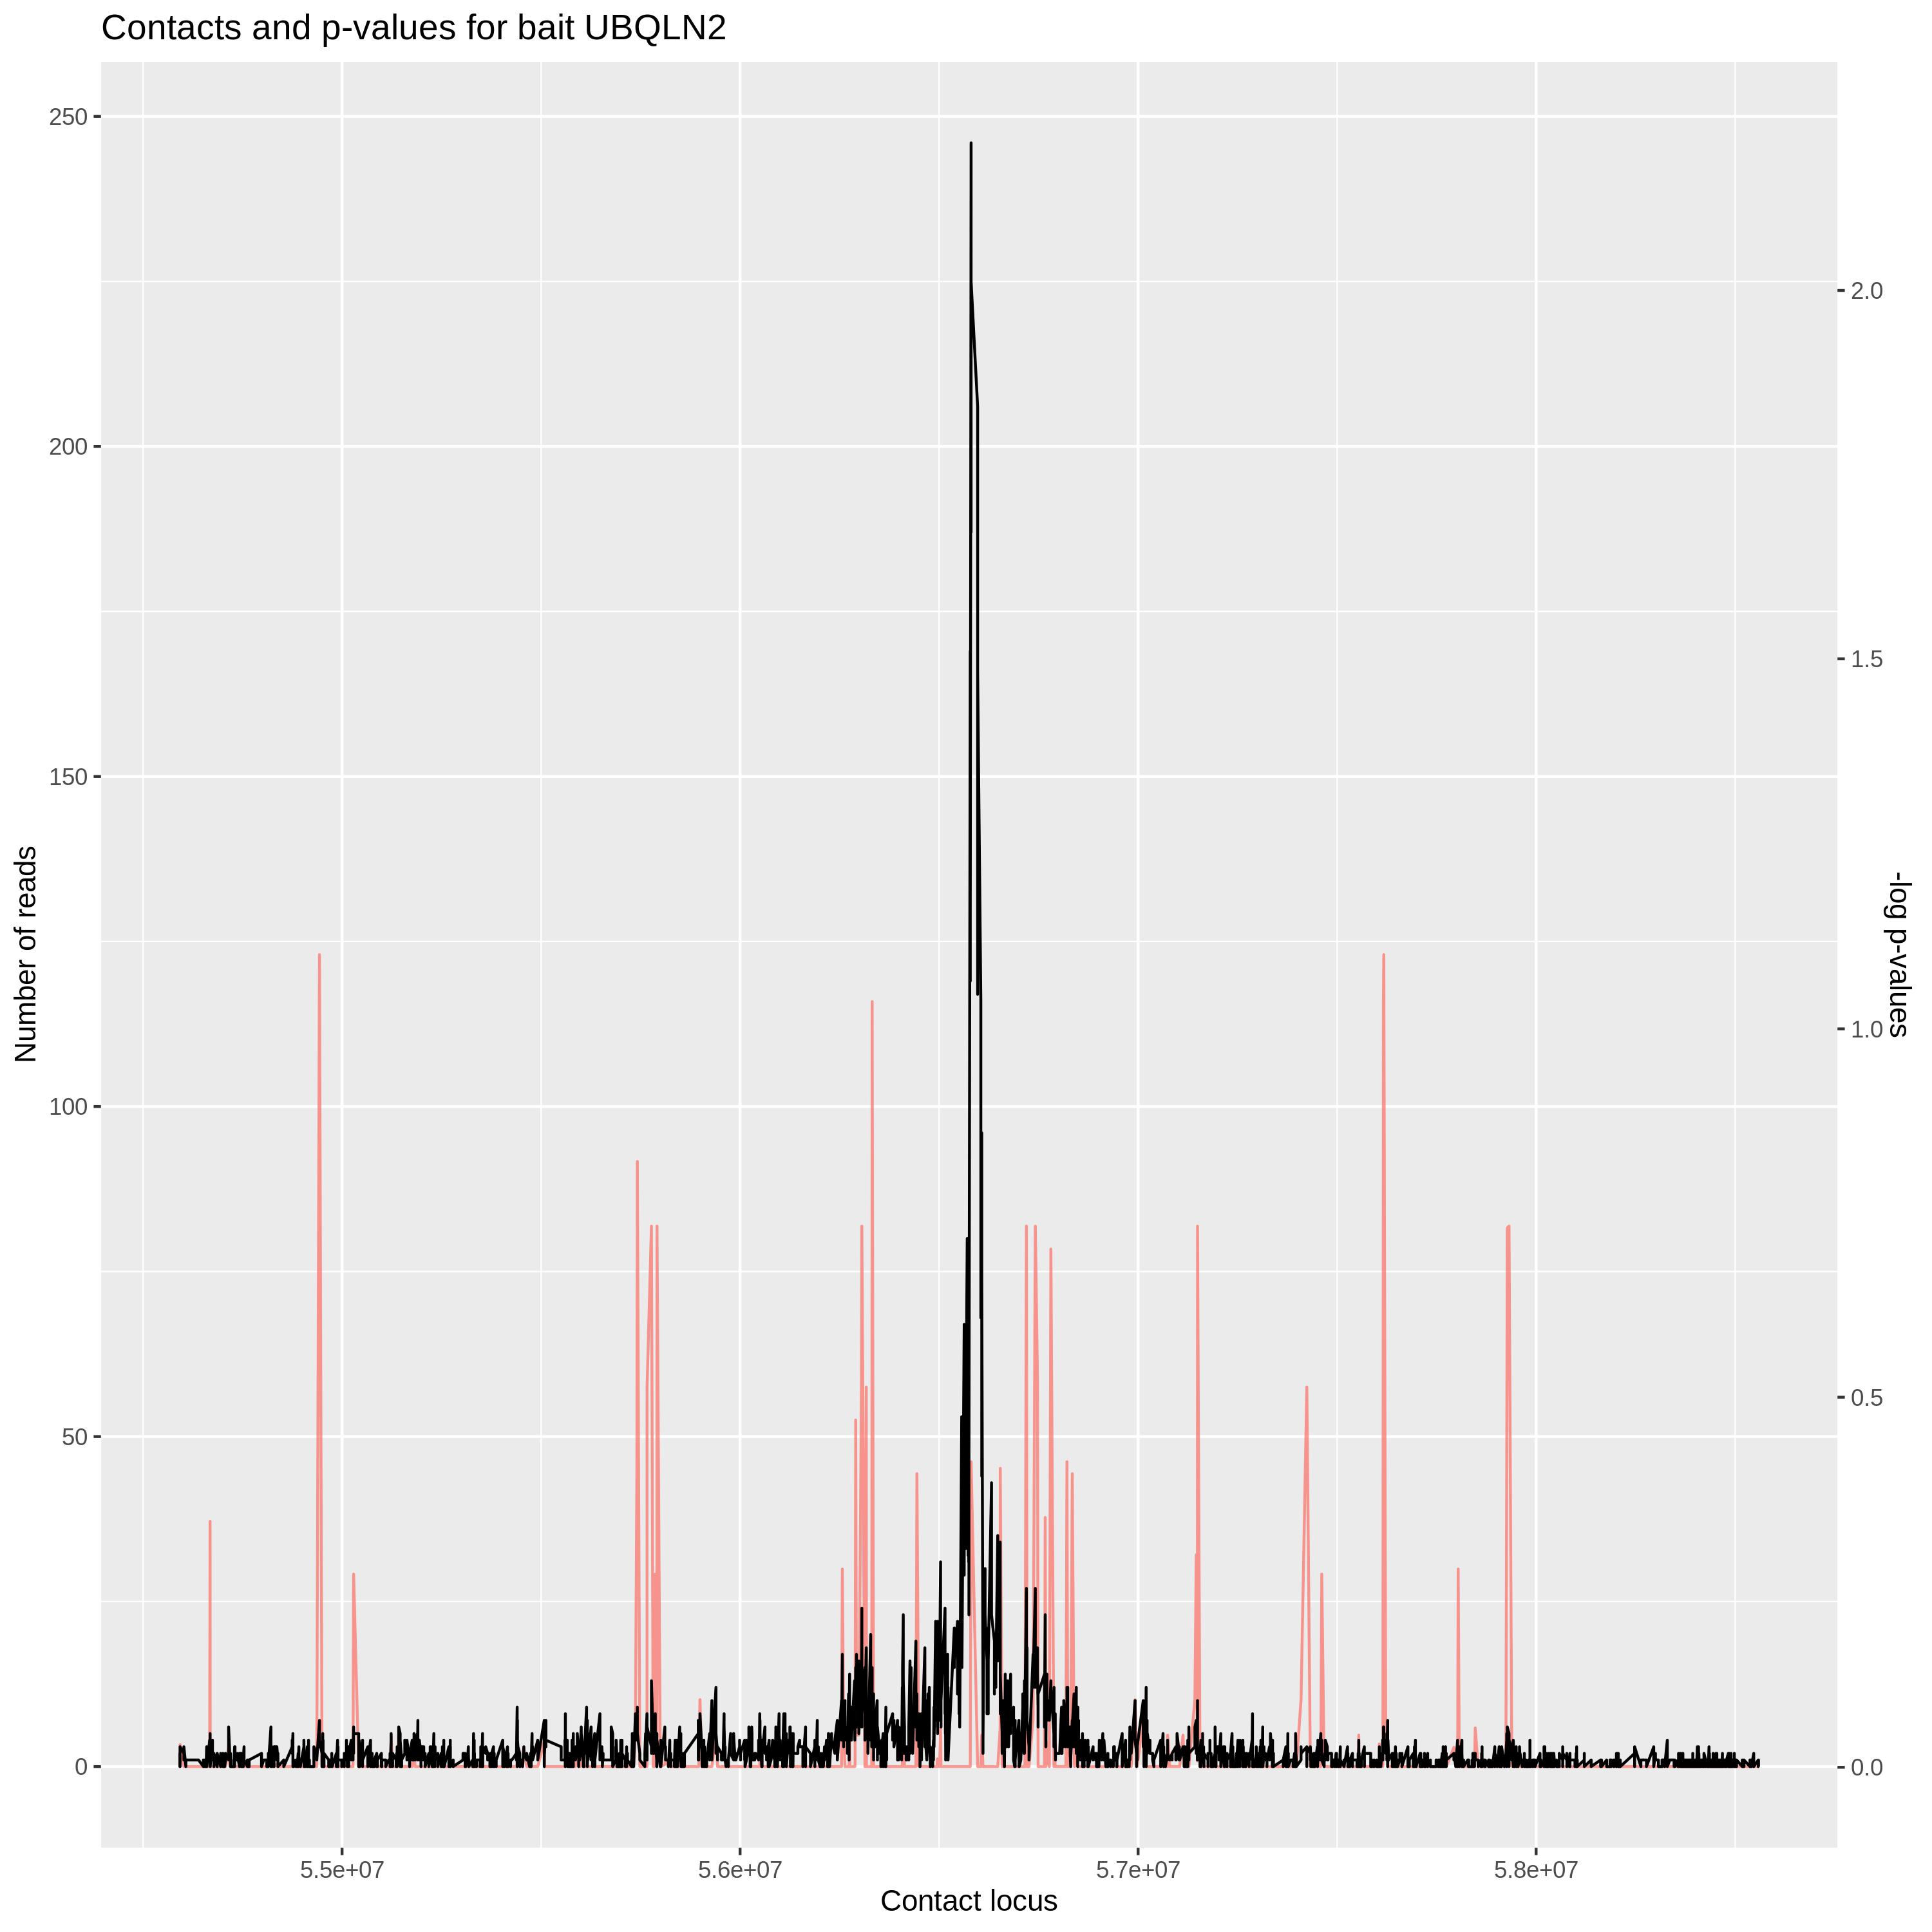 Contacts and p-values for bait UBQLN2
250
200
150
100
50
0
Number of reads
2.0
1.5
1.0
0.5
0.0
-log p-values
5.5e+07
5.6e+07
5.7e+07
5.8e+07
Contact locus